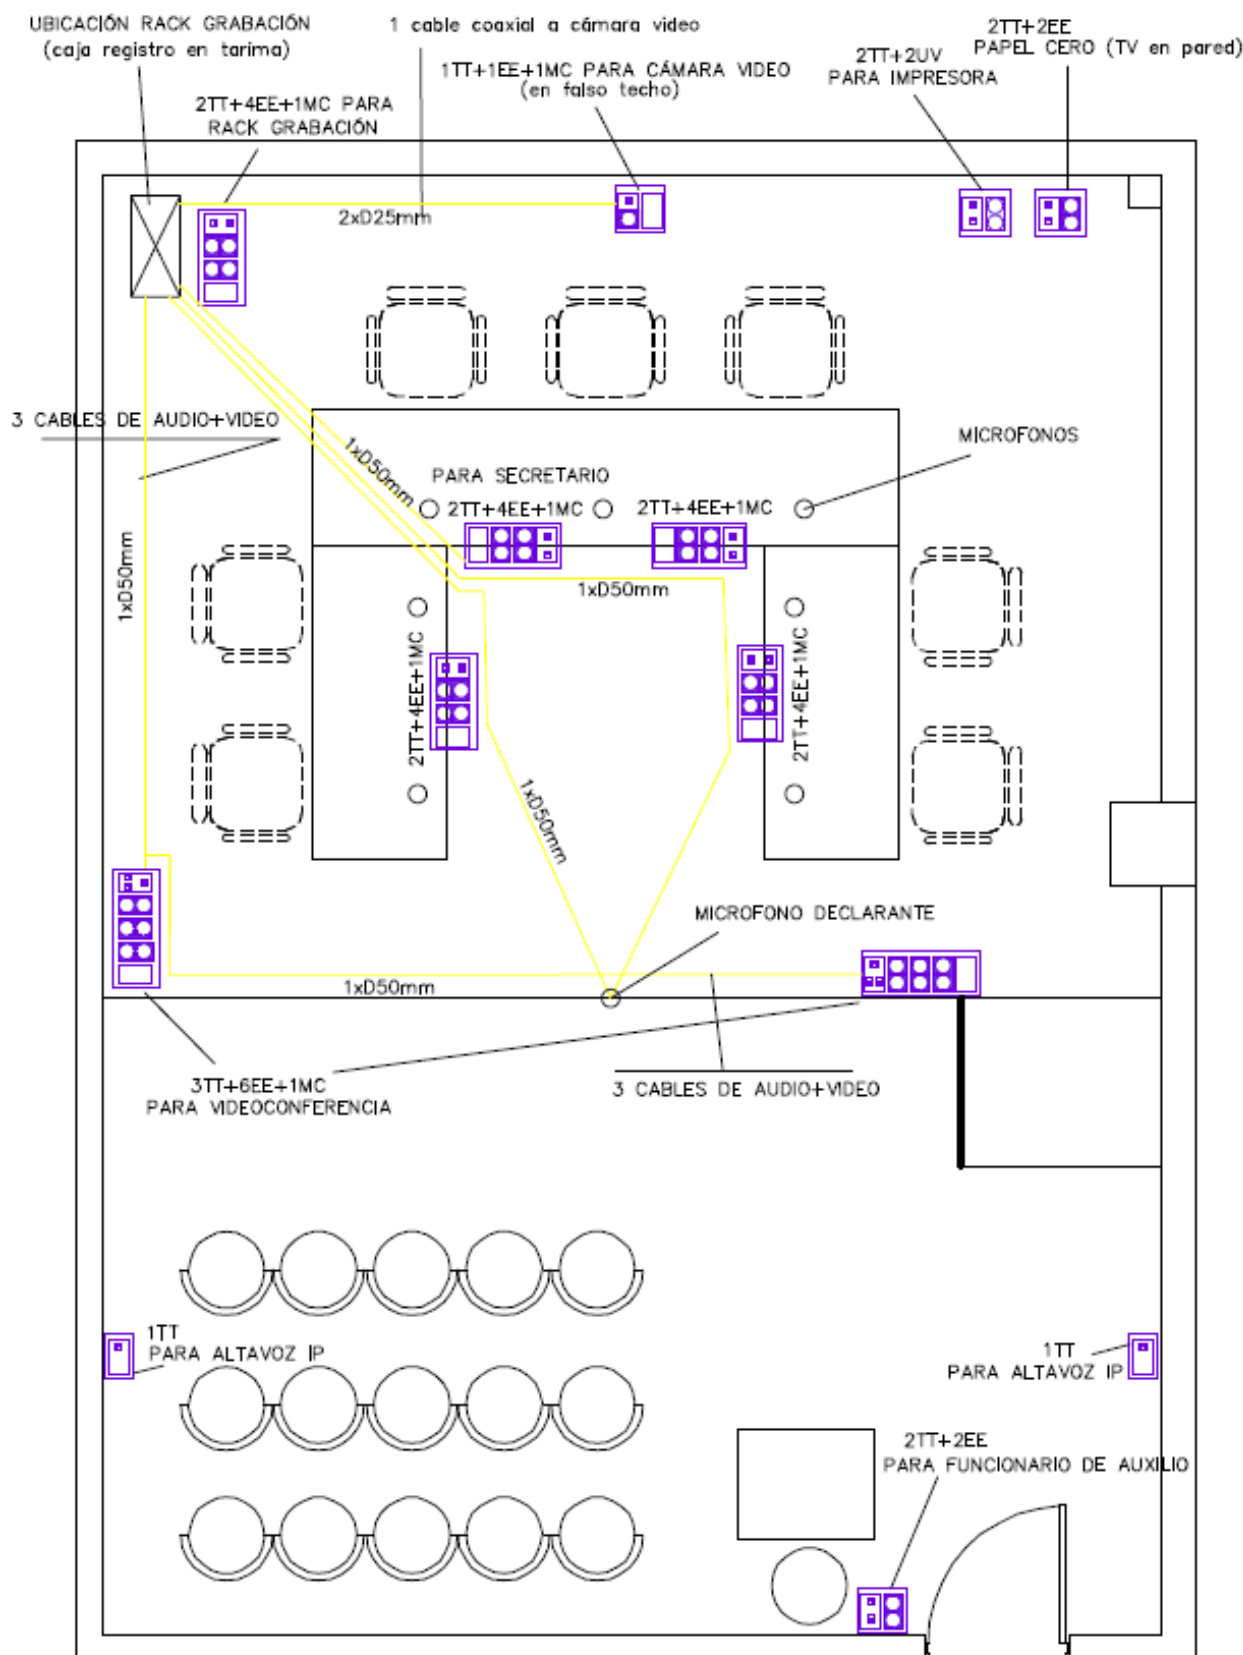 UBICACIÓN RACK GRABACIÓN
(caja registro en tarima)
1 cable coaxial a cámara video
2TT+2EE
PAPEL CERO (TV en pared)
2TT+2UV
PARA IMPRESORA
1TT+1EE+1MC PARA CÁMARA VIDEO
(en falso techo)
2TT+4EE+1MC PARA
RACK GRABACIÓN
2xD25mm
3 CABLES DE AUDIO+VIDEO
1xD50mm
MICROFONOS
PARA SECRETARIO
2TT+4EE+1MC
2TT+4EE+1MC
1xD50mm
1xD50mm
2TT+4EE+1MC
2TT+4EE+1MC
1xD50mm
MICROFONO DECLARANTE
1xD50mm
3TT+6EE+1MC
PARA VIDEOCONFERENCIA
3 CABLES DE AUDIO+VIDEO
1TT
PARA ALTAVOZ IP
1TT
PARA ALTAVOZ IP
2TT+2EE
PARA FUNCIONARIO DE AUXILIO